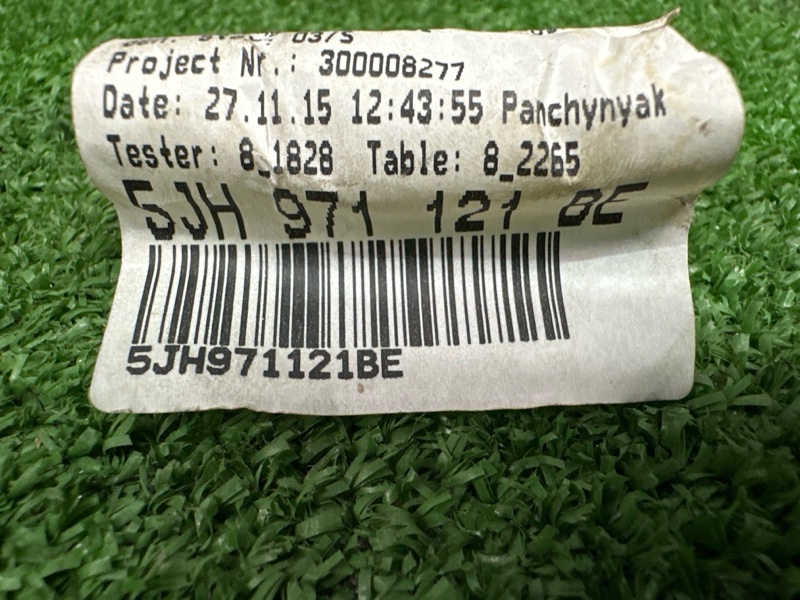 0375
Project Nr.: 300008277
Date: 27.11.15 12:43:55 Panchynyak
Tester: 8_1828 Table: 8_2265
5JH 971 121 BE
5JH971121BE